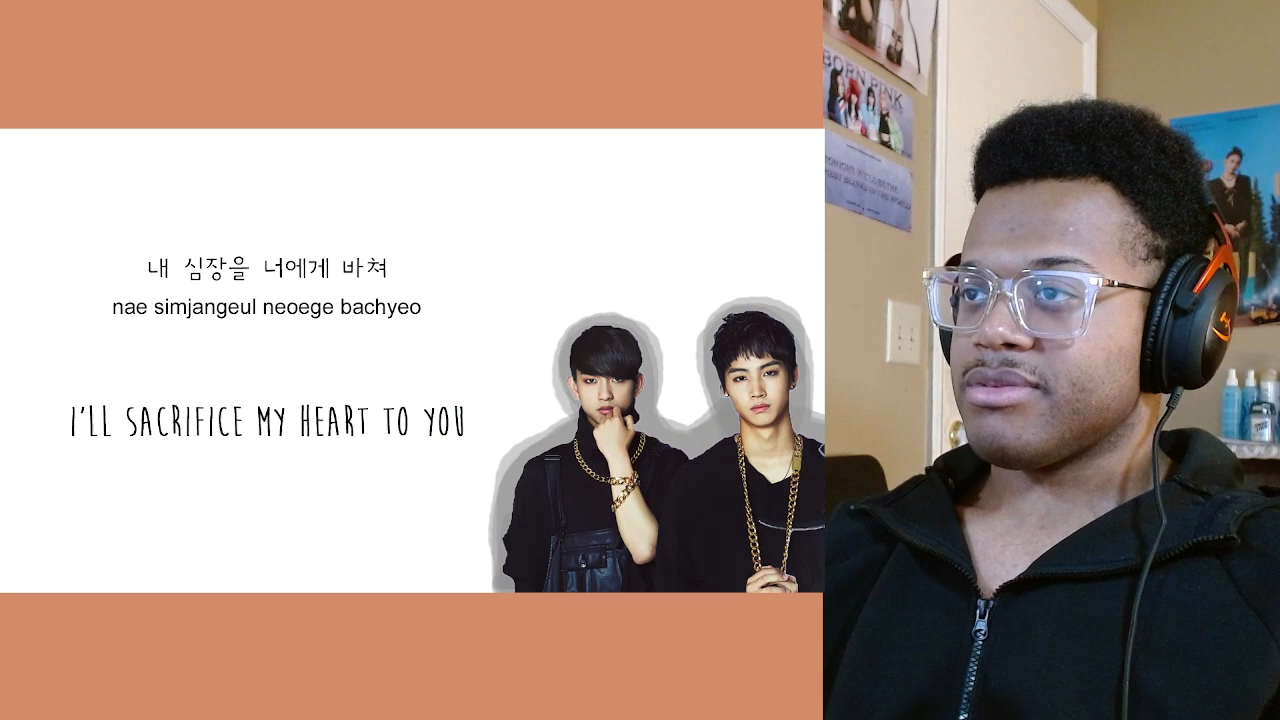 내 심장을 너에게 바쳐
nae simjangeul neoege bachyeo
I'LL SACRIFICE MY HEART TO YOU
BORN PINK